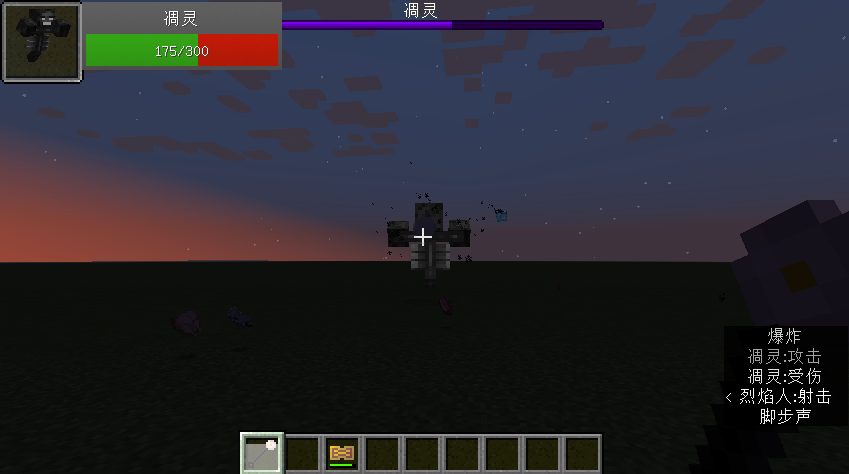 凋灵
凋灵
175/300
爆炸
凋灵:攻击
凋灵:受伤
< 烈焰人:射击
脚步声